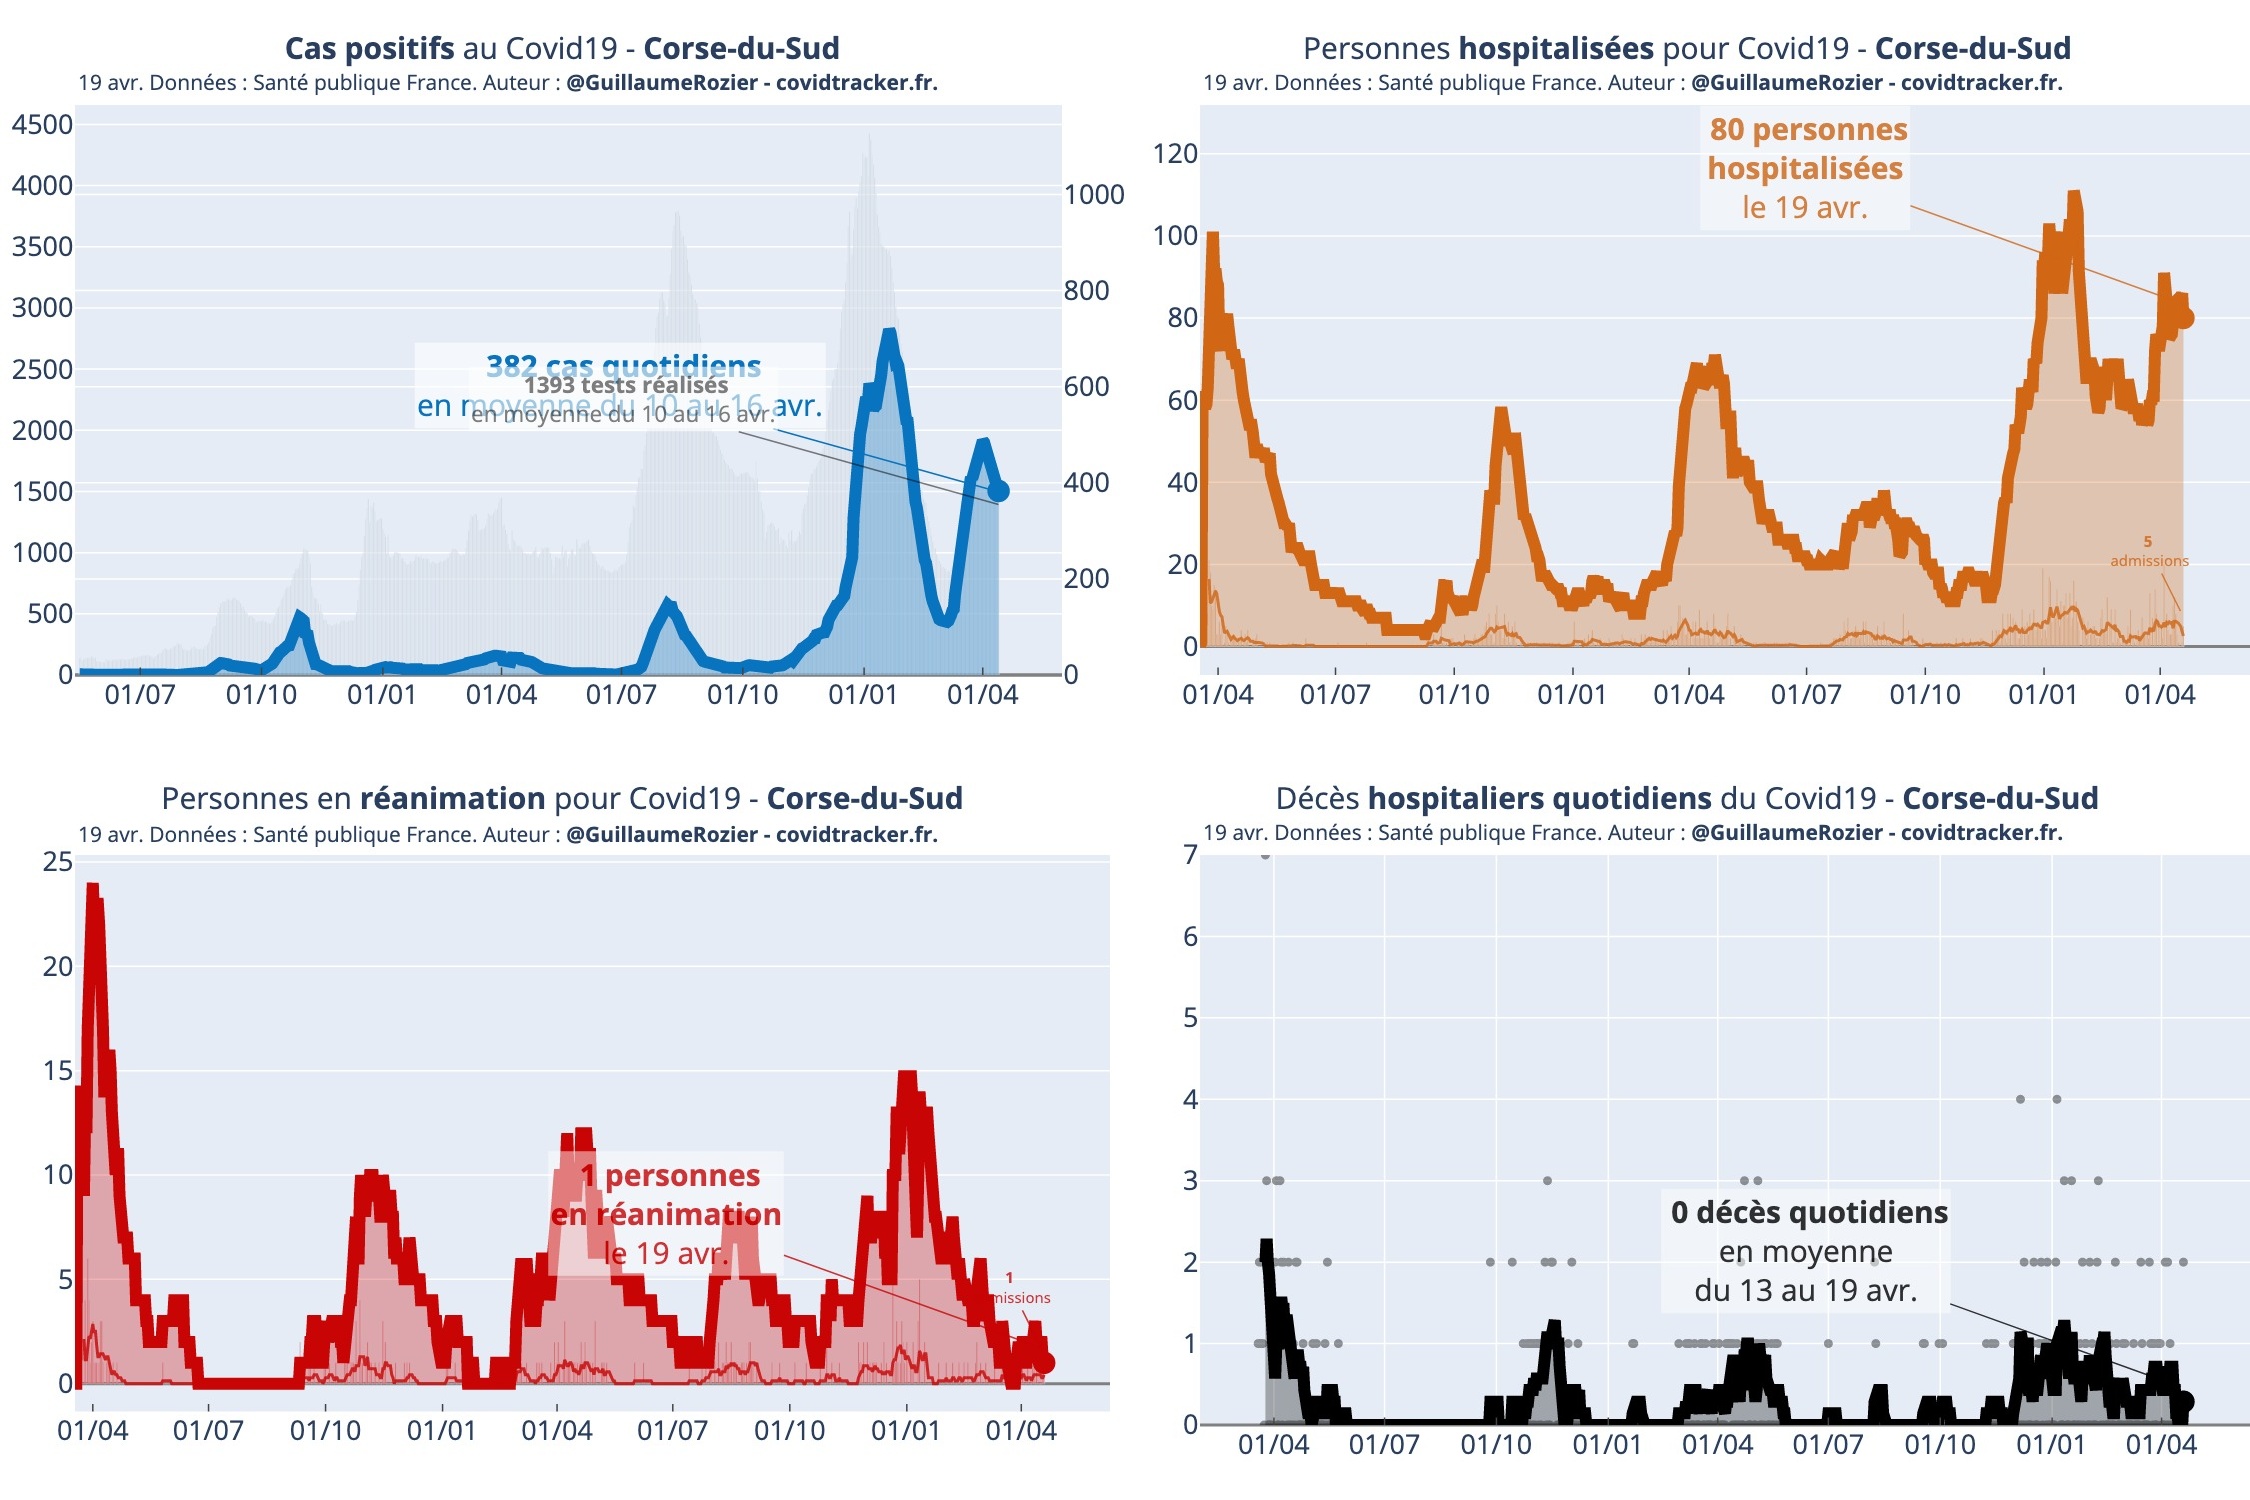 Cas positifs au Covid19 - Corse-du-Sud
19 avr. Données : Santé publique France. Auteur : @GuillaumeRozier - covidtracker.fr.
4500
4000
3500
3000
2500
2000
1500
1000
500
0
1000
800
600
400
200
0
382 cas quotidiens
en moyenne du 10 au 16 avr.
1393 tests réalisés
en moyenne du 10 au 16 avr.
01/07 01/10 01/01 01/04 01/07 01/10 01/01 01/04
Personnes hospitalisées pour Covid19 - Corse-du-Sud
19 avr. Données : Santé publique France. Auteur : @GuillaumeRozier - covidtracker.fr.
120
100
80
60
40
20
0
80 personnes
hospitalisées
le 19 avr.
5
admissions
01/04 01/07 01/10 01/01 01/04 01/07 01/10 01/01 01/04
Personnes en réanimation pour Covid19 - Corse-du-Sud
19 avr. Données : Santé publique France. Auteur : @GuillaumeRozier - covidtracker.fr.
25
20
15
10
5
0
1 personnes
en réanimation
le 19 avr.
1
missions
01/04 01/07 01/10 01/01 01/04 01/07 01/10 01/01 01/04
Décès hospitaliers quotidiens du Covid19 - Corse-du-Sud
19 avr. Données : Santé publique France. Auteur : @GuillaumeRozier - covidtracker.fr.
7
6
5
4
3
2
1
0
0 décès quotidiens
en moyenne
du 13 au 19 avr.
01/04 01/07 01/10 01/01 01/04 01/07 01/10 01/01 01/04